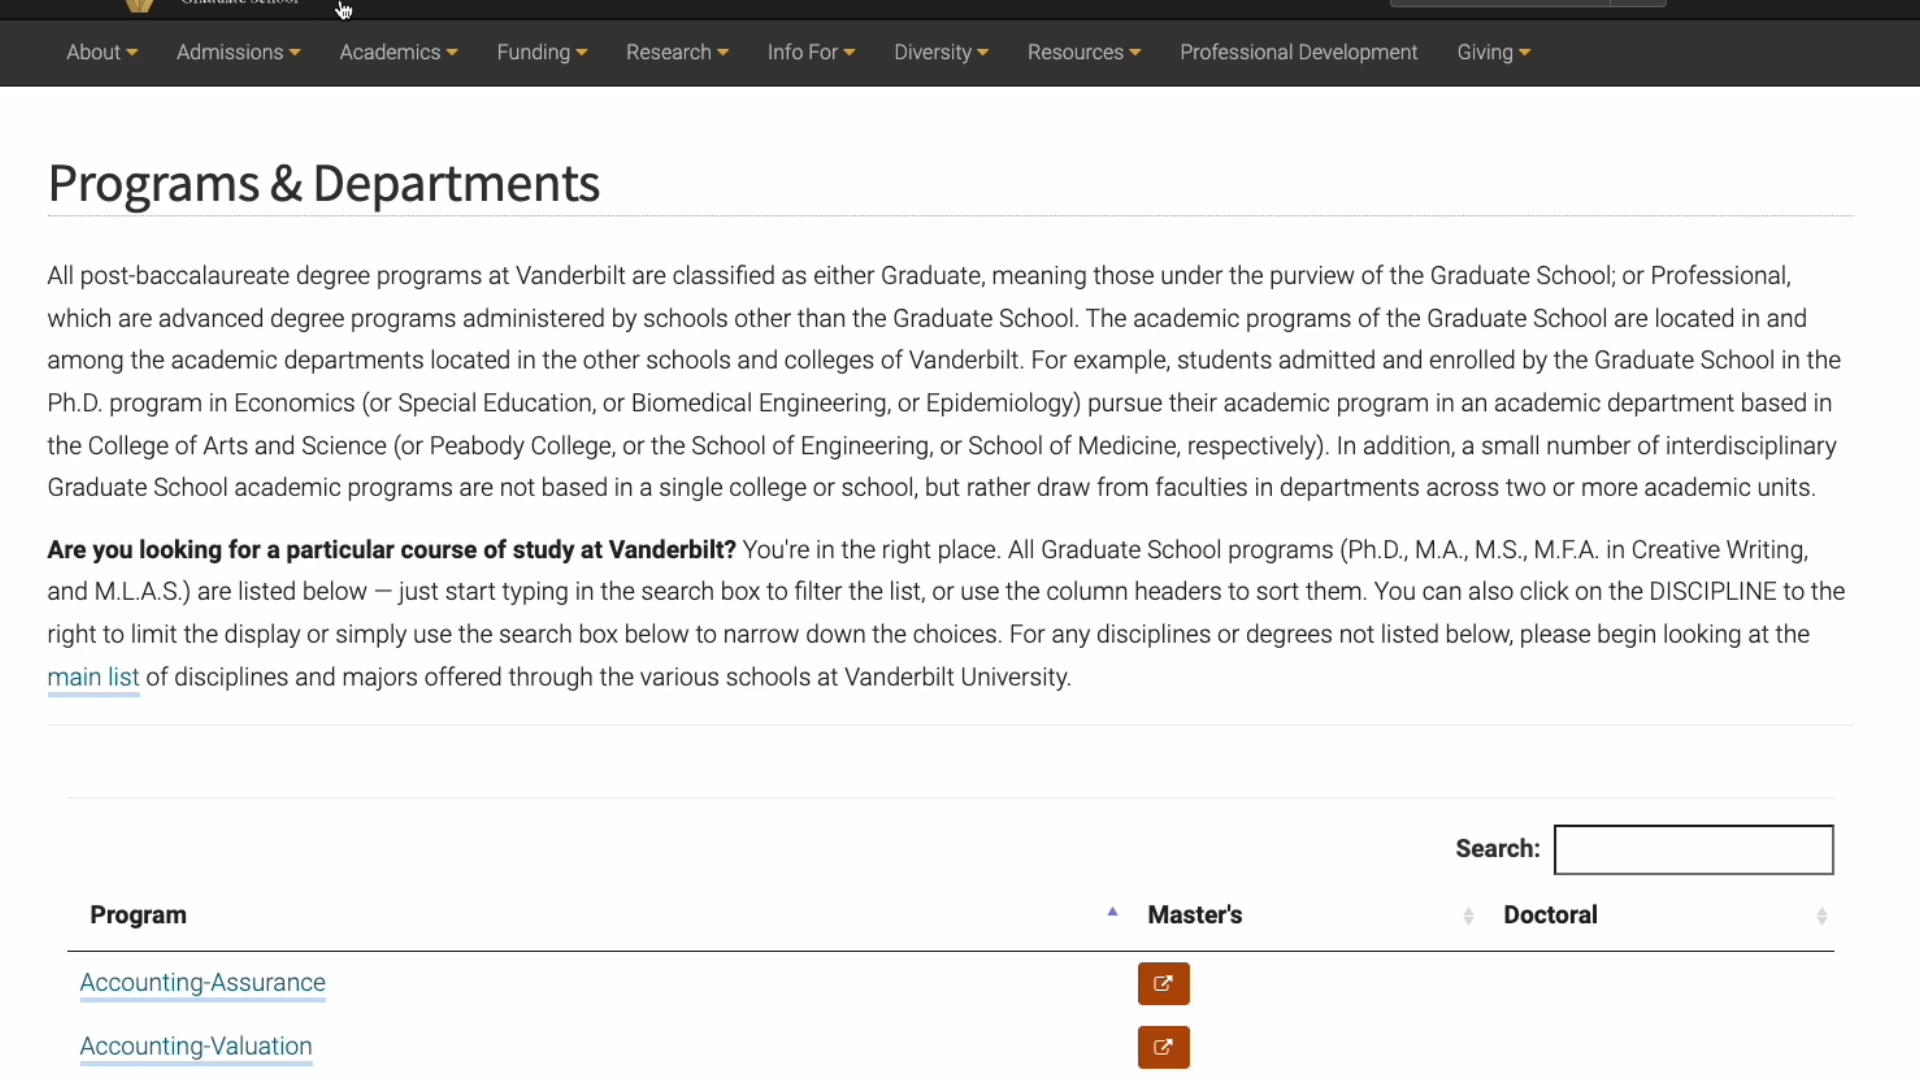 Graduate School
About Admissions Academics Funding Research Info For Diversity Resources Professional Development Giving
Programs & Departments
All post-baccalaureate degree programs at Vanderbilt are classified as either Graduate, meaning those under the purview of the Graduate School; or Professional,
which are advanced degree programs administered by schools other than the Graduate School. The academic programs of the Graduate School are located in and
among the academic departments located in the other schools and colleges of Vanderbilt. For example, students admitted and enrolled by the Graduate School in the
Ph.D. program in Economics (or Special Education, or Biomedical Engineering, or Epidemiology) pursue their academic program in an academic department based in
the College of Arts and Science (or Peabody College, or the School of Engineering, or School of Medicine, respectively). In addition, a small number of interdisciplinary
Graduate School academic programs are not based in a single college or school, but rather draw from faculties in departments across two or more academic units.
Are you looking for a particular course of study at Vanderbilt? You're in the right place. All Graduate School programs (Ph.D., M.A., M.S., M.F.A. in Creative Writing,
and M.L.A.S.) are listed below — just start typing in the search box to filter the list, or use the column headers to sort them. You can also click on the DISCIPLINE to the
right to limit the display or simply use the search box below to narrow down the choices. For any disciplines or degrees not listed below, please begin looking at the
main list of disciplines and majors offered through the various schools at Vanderbilt University.
Search:
Program Master's Doctoral
Accounting-Assurance
Accounting-Valuation